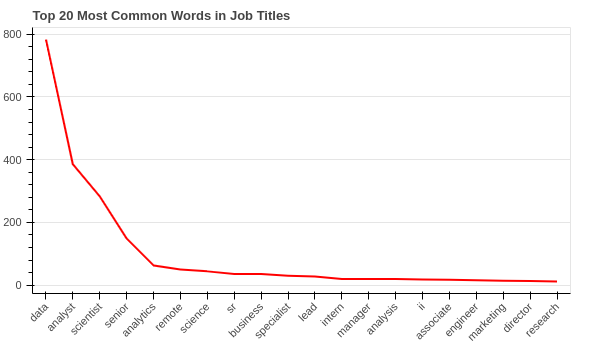 Top 20 Most Common Words in Job Titles
800
600
400
200
0
data
analyst
scientist
senior
analytics
remote
science
sr
business
specialist
lead
intern
manager
analysis
ii
associate
engineer
marketing
director
research